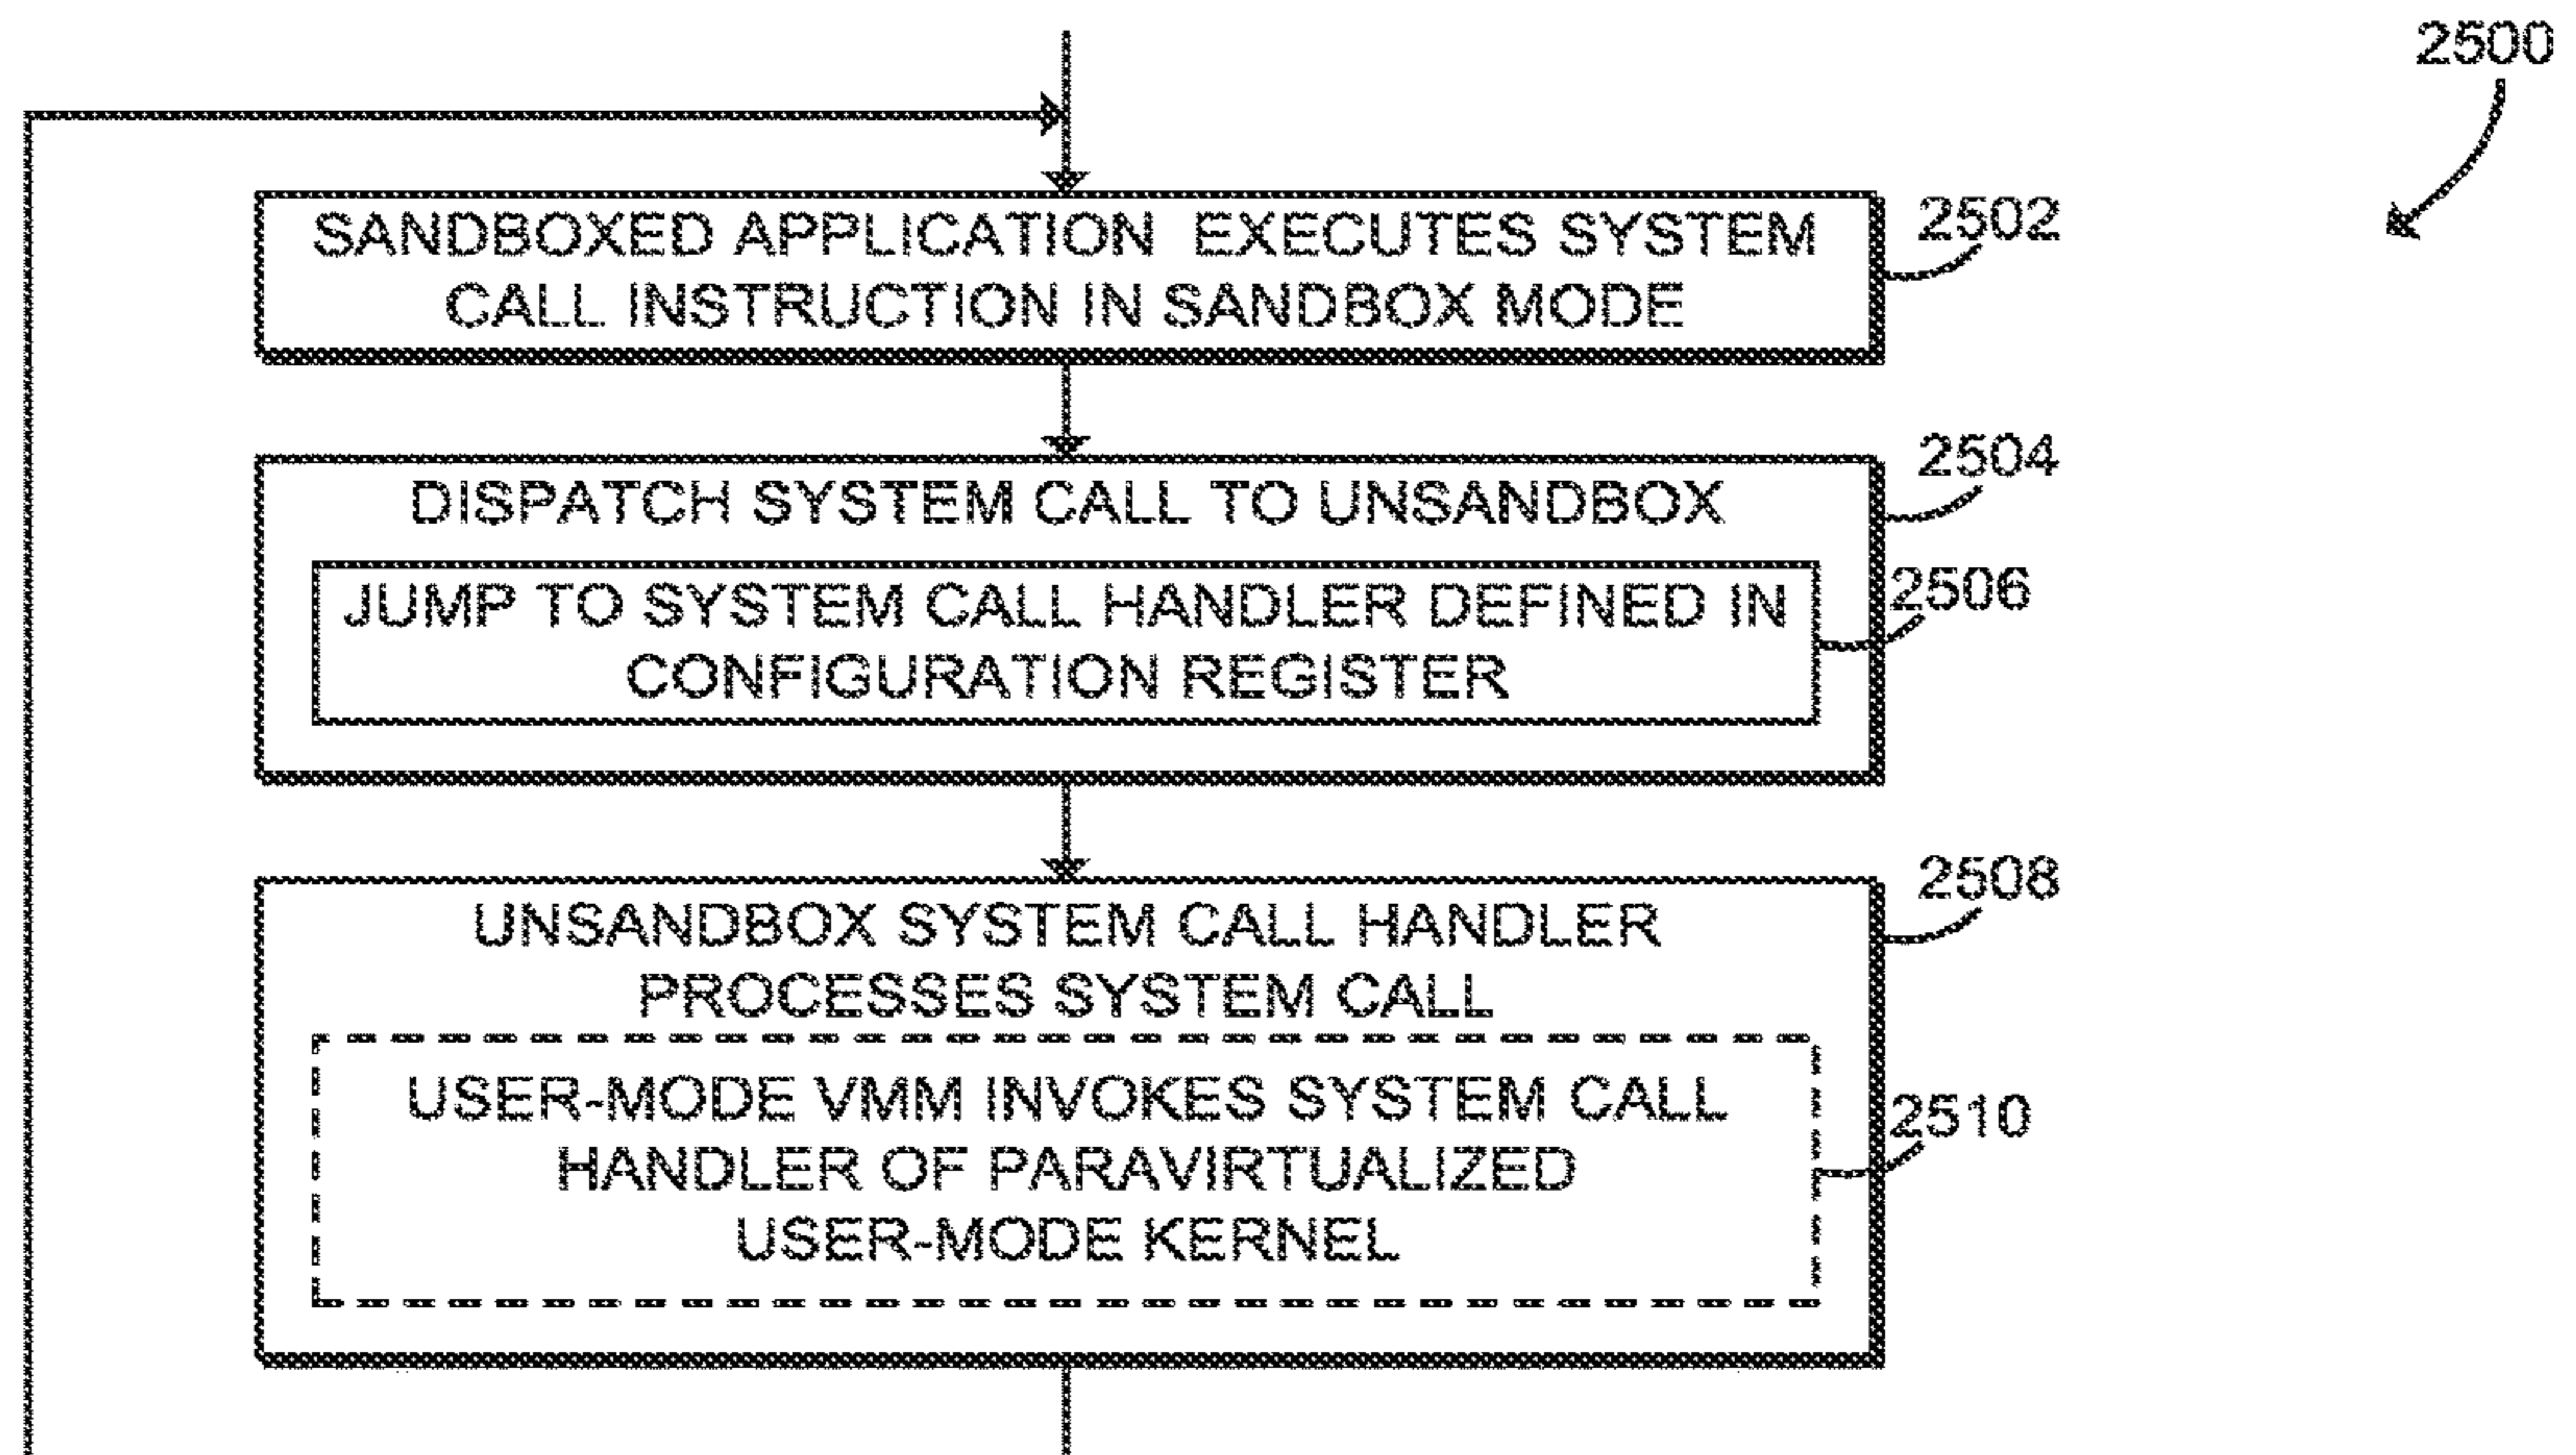 2500
SANDBOXED APPLICATION EXECUTES SYSTEM
CALL INSTRUCTION IN SANDBOX MODE
2502
DISPATCH SYSTEM CALL TO UNSANDBOX
2504
JUMP TO SYSTEM CALL HANDLER DEFINED IN
CONFIGURATION REGISTER
2506
UNSANDBOX SYSTEM CALL HANDLER
PROCESSES SYSTEM CALL
2508
USER-MODE VMM INVOKES SYSTEM CALL
HANDLER OF PARAVIRTUALIZED
USER-MODE KERNEL
2510